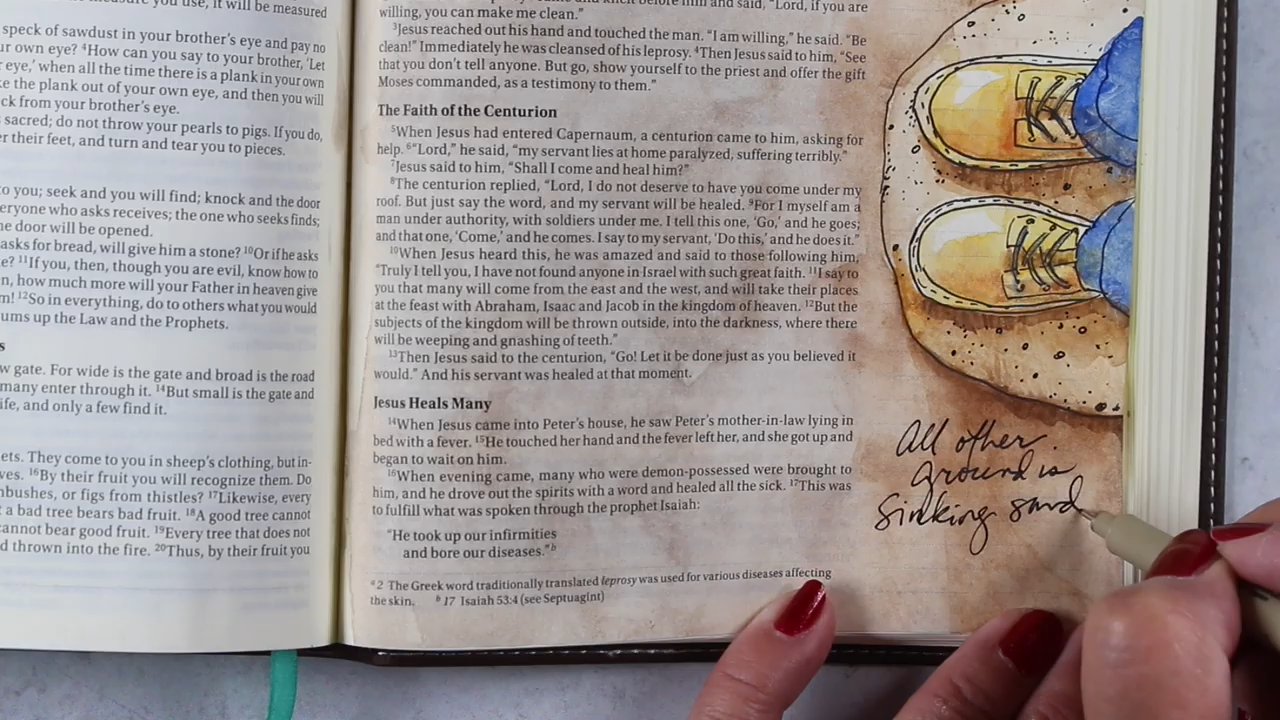 measure you use, it will be measured
speck of sawdust in your brother's eye and pay no
ur own eye? ⁴How can you say to your brother, 'Let
eye,' when all the time there is a plank in your own
ke the plank out of your own eye, and then you will
ck from your brother's eye.
sacred; do not throw your pearls to pigs. If you do,
er their feet, and turn and tear you to pieces.
to you; seek and you will find; knock and the door
eryone who asks receives; the one who seeks finds;
he door will be opened.
asks for bread, will give him a stone? ¹⁰Or if he asks
e? ¹¹If you, then, though you are evil, know how to
n, how much more will your Father in heaven give
m! ¹²So in everything, do to others what you would
ums up the Law and the Prophets.
s
w gate. For wide is the gate and broad is the road
many enter through it. ¹⁴But small is the gate and
ife, and only a few find it.
ets. They come to you in sheep's clothing, but in-
ves. ¹⁶By their fruit you will recognize them. Do
nbushes, or figs from thistles? ¹⁷Likewise, every
t a bad tree bears bad fruit. ¹⁸A good tree cannot
cannot bear good fruit. ¹⁹Every tree that does not
d thrown into the fire. ²⁰Thus, by their fruit you
before him and said, "Lord, if you are
willing, you can make me clean."
³Jesus reached out his hand and touched the man. "I am willing," he said. "Be
clean!" Immediately he was cleansed of his leprosy. ⁴Then Jesus said to him, "See
that you don't tell anyone. But go, show yourself to the priest and offer the gift
Moses commanded, as a testimony to them."
The Faith of the Centurion
⁵When Jesus had entered Capernaum, a centurion came to him, asking for
help. ⁶"Lord," he said, "my servant lies at home paralyzed, suffering terribly."
⁷Jesus said to him, "Shall I come and heal him?"
⁸The centurion replied, "Lord, I do not deserve to have you come under my
roof. But just say the word, and my servant will be healed. ⁹For I myself am a
man under authority, with soldiers under me. I tell this one, 'Go,' and he goes;
and that one, 'Come,' and he comes. I say to my servant, 'Do this,' and he does it."
¹⁰When Jesus heard this, he was amazed and said to those following him,
"Truly I tell you, I have not found anyone in Israel with such great faith. ¹¹I say to
you that many will come from the east and the west, and will take their places
at the feast with Abraham, Isaac and Jacob in the kingdom of heaven. ¹²But the
subjects of the kingdom will be thrown outside, into the darkness, where there
will be weeping and gnashing of teeth."
¹³Then Jesus said to the centurion, "Go! Let it be done just as you believed it
would." And his servant was healed at that moment.
Jesus Heals Many
¹⁴When Jesus came into Peter's house, he saw Peter's mother-in-law lying in
bed with a fever. ¹⁵He touched her hand and the fever left her, and she got up and
began to wait on him.
¹⁶When evening came, many who were demon-possessed were brought to
him, and he drove out the spirits with a word and healed all the sick. ¹⁷This was
to fulfill what was spoken through the prophet Isaiah:
"He took up our infirmities
and bore our diseases."ᵇ
ᵃ 2 The Greek word traditionally translated leprosy was used for various diseases affecting
the skin. ᵇ 17 Isaiah 53:4 (see Septuagint)
All other
ground is
sinking sand